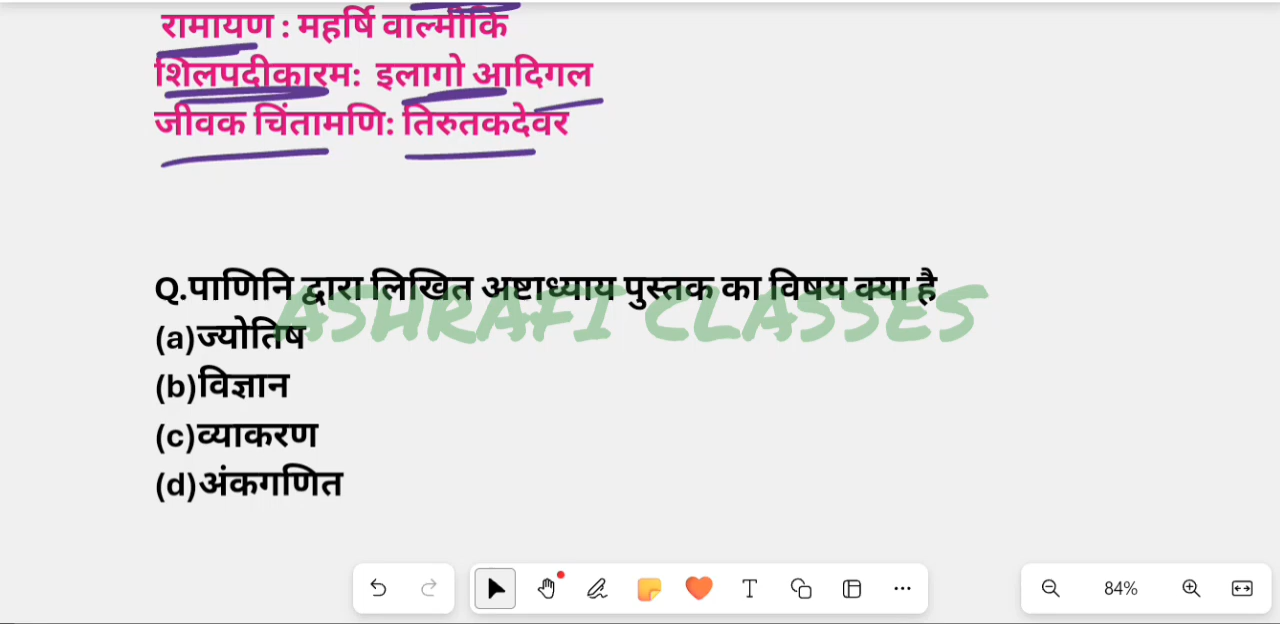 रामायण : महर्षि वाल्मीकि
शिलपदीकारमः इलागो आदिगल
जीवक चिंतामणिः तिरुतकदेवर
Q.पाणिनि द्वारा लिखित अष्टाध्याय पुस्तक का विषय क्या है
ASHRAFI CLASSES
(a)ज्योतिष
(b)विज्ञान
(c)व्याकरण
(d)अंकगणित
T
84%